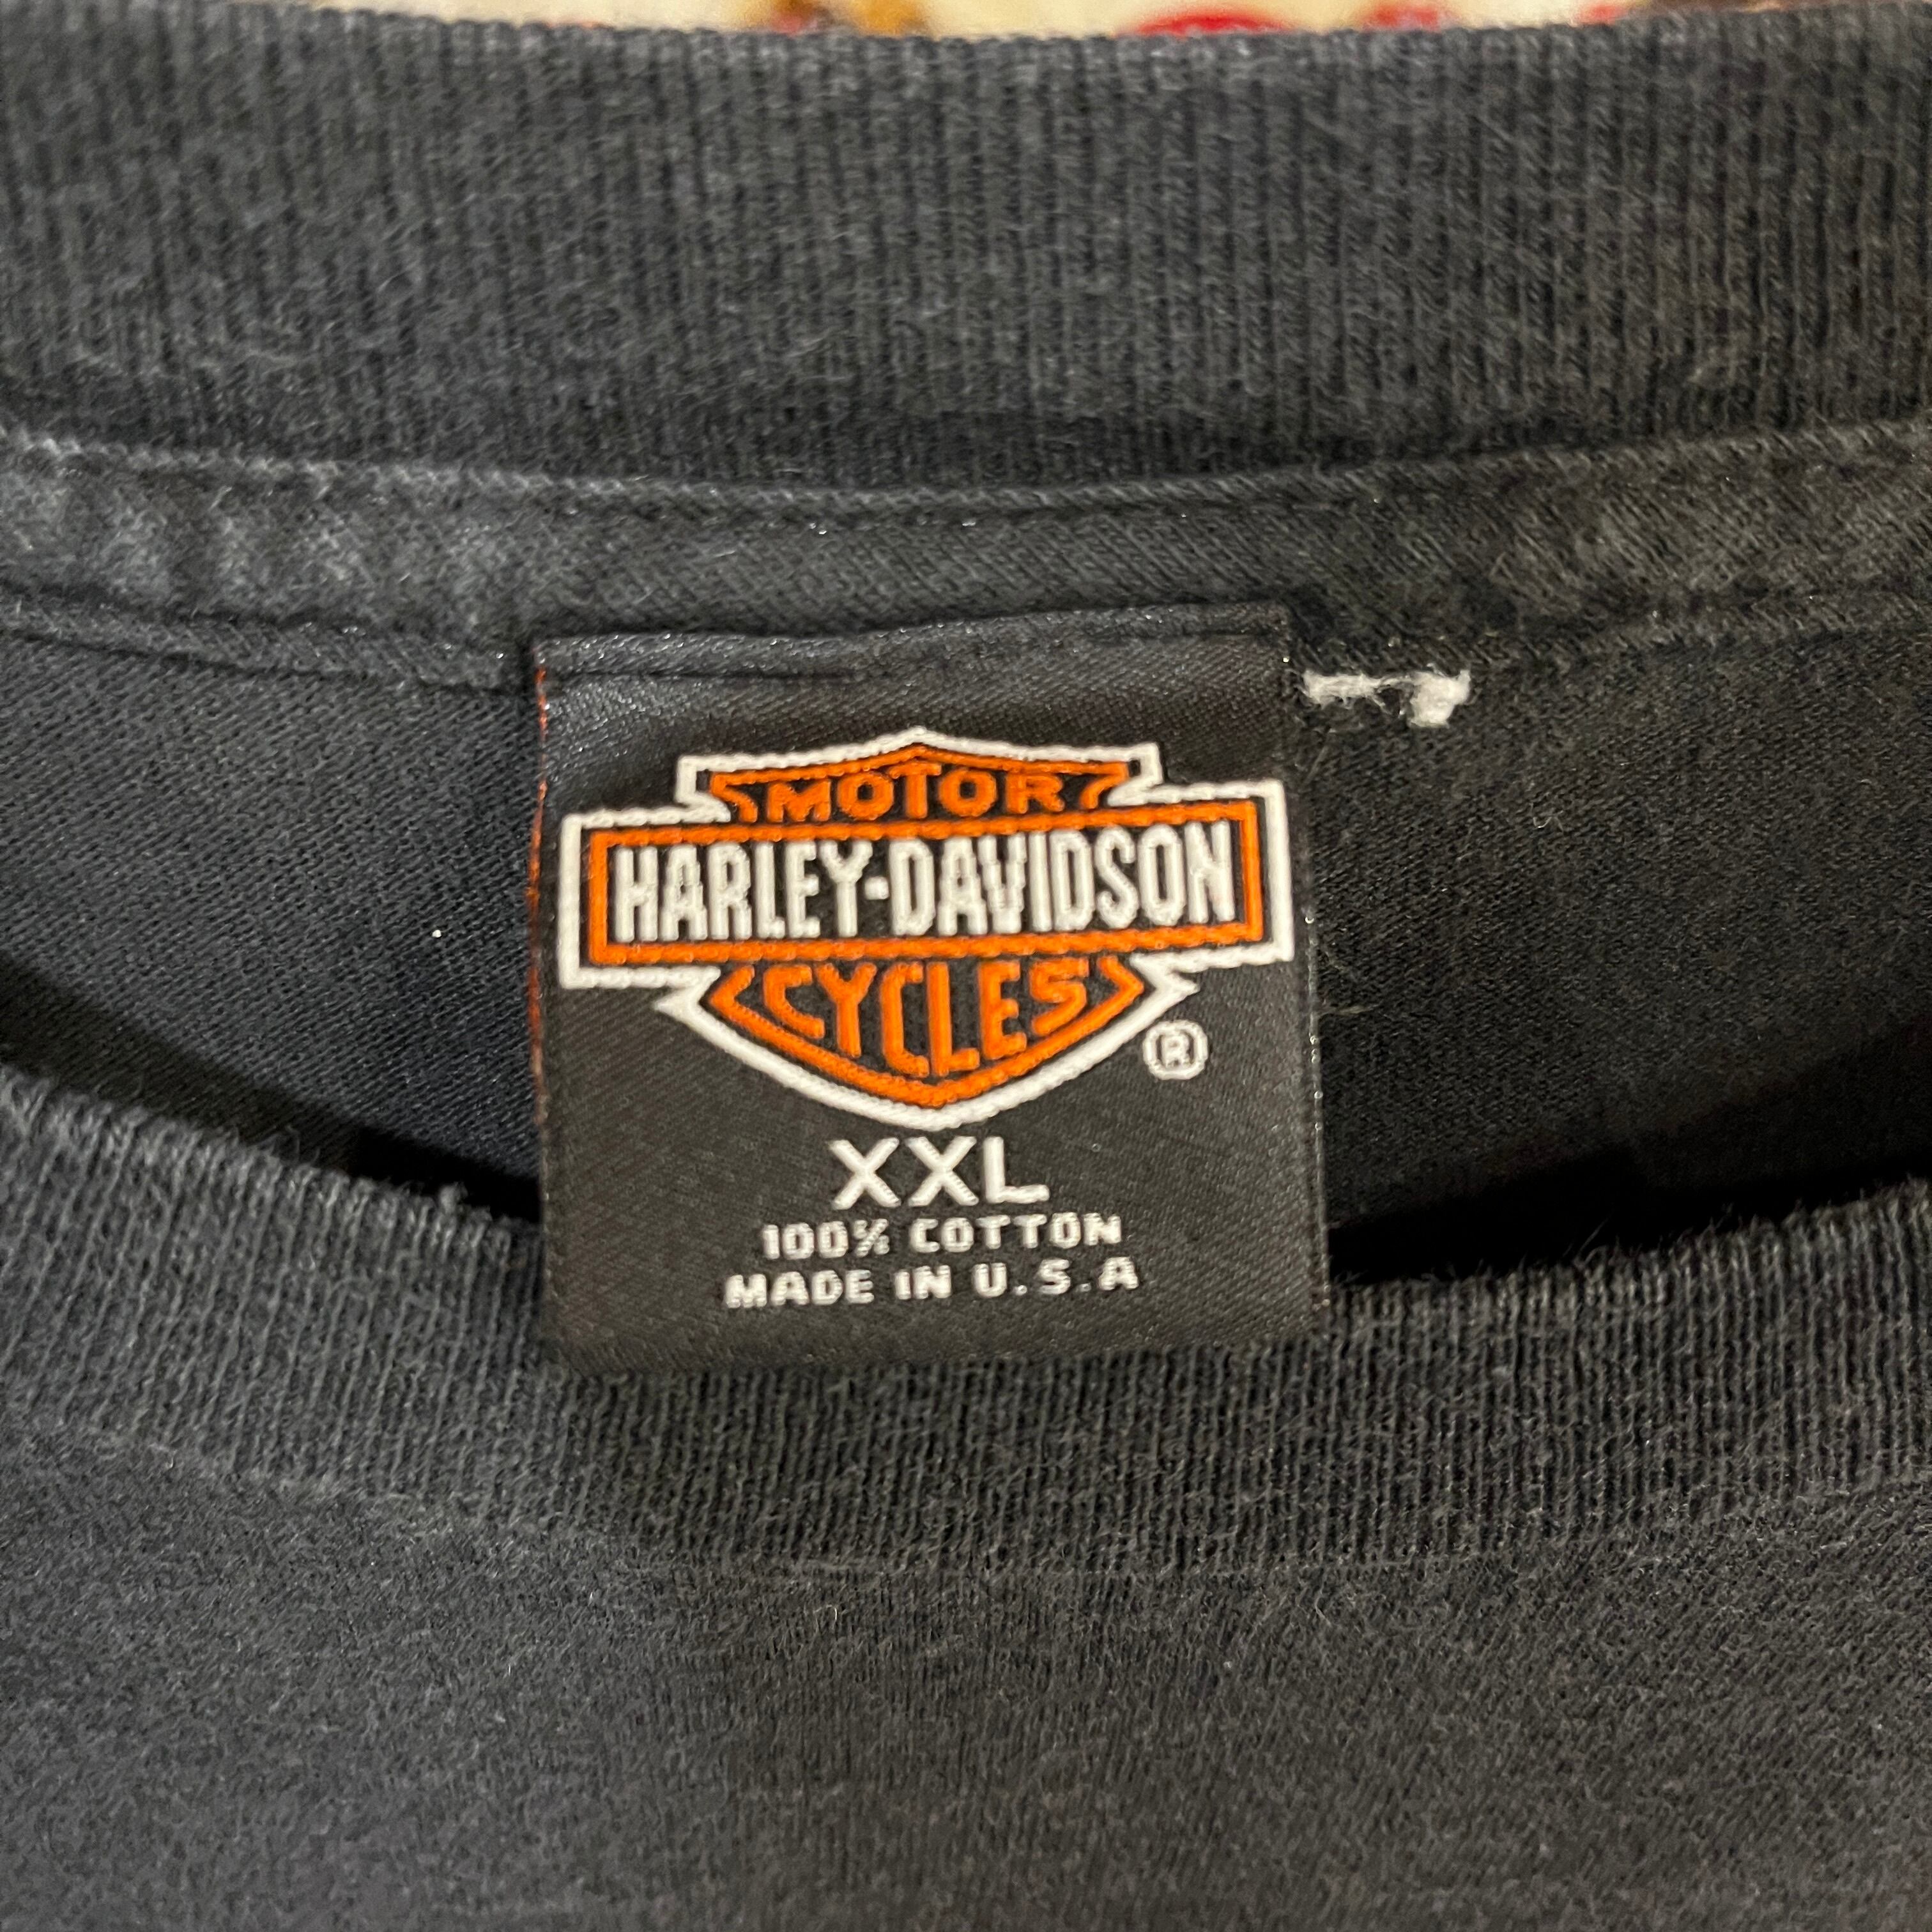 MOTOR
HARLEY-DAVIDSON
CYCLES
®
XXL
100% COTTON
MADE IN U.S.A